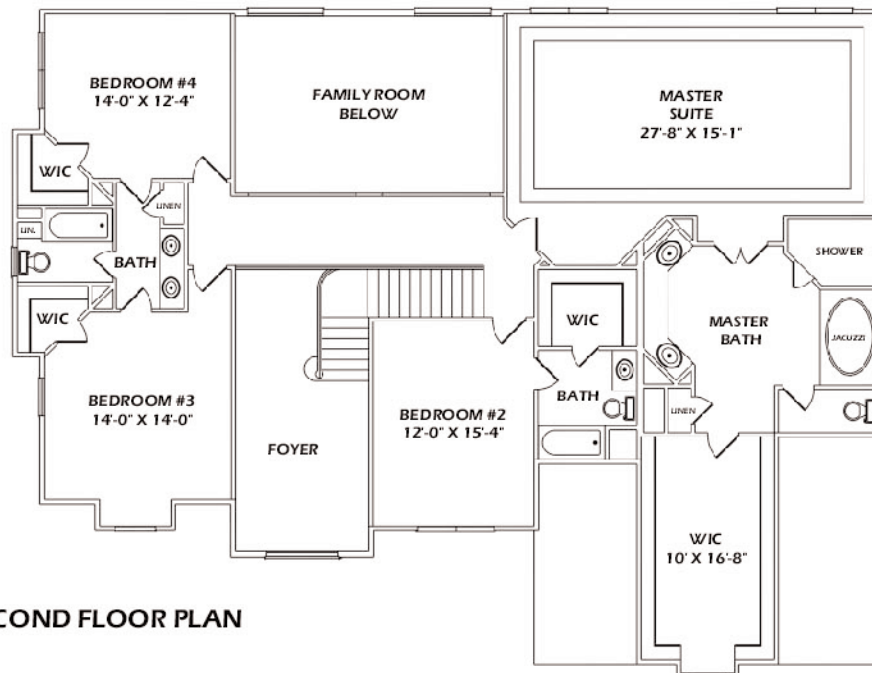 BEDROOM #4
14'-0" X 12'-4"
FAMILY ROOM
BELOW
MASTER
SUITE
27'-8" X 15'-1"
WIC
LINEN
LIN.
BATH
SHOWER
WIC
WIC
MASTER
BATH
JACUZZI
BEDROOM #3
14'-0" X 14'-0"
BEDROOM #2
12'-0" X 15'-4"
BATH
LINEN
FOYER
WIC
10' X 16'-8"
COND FLOOR PLAN